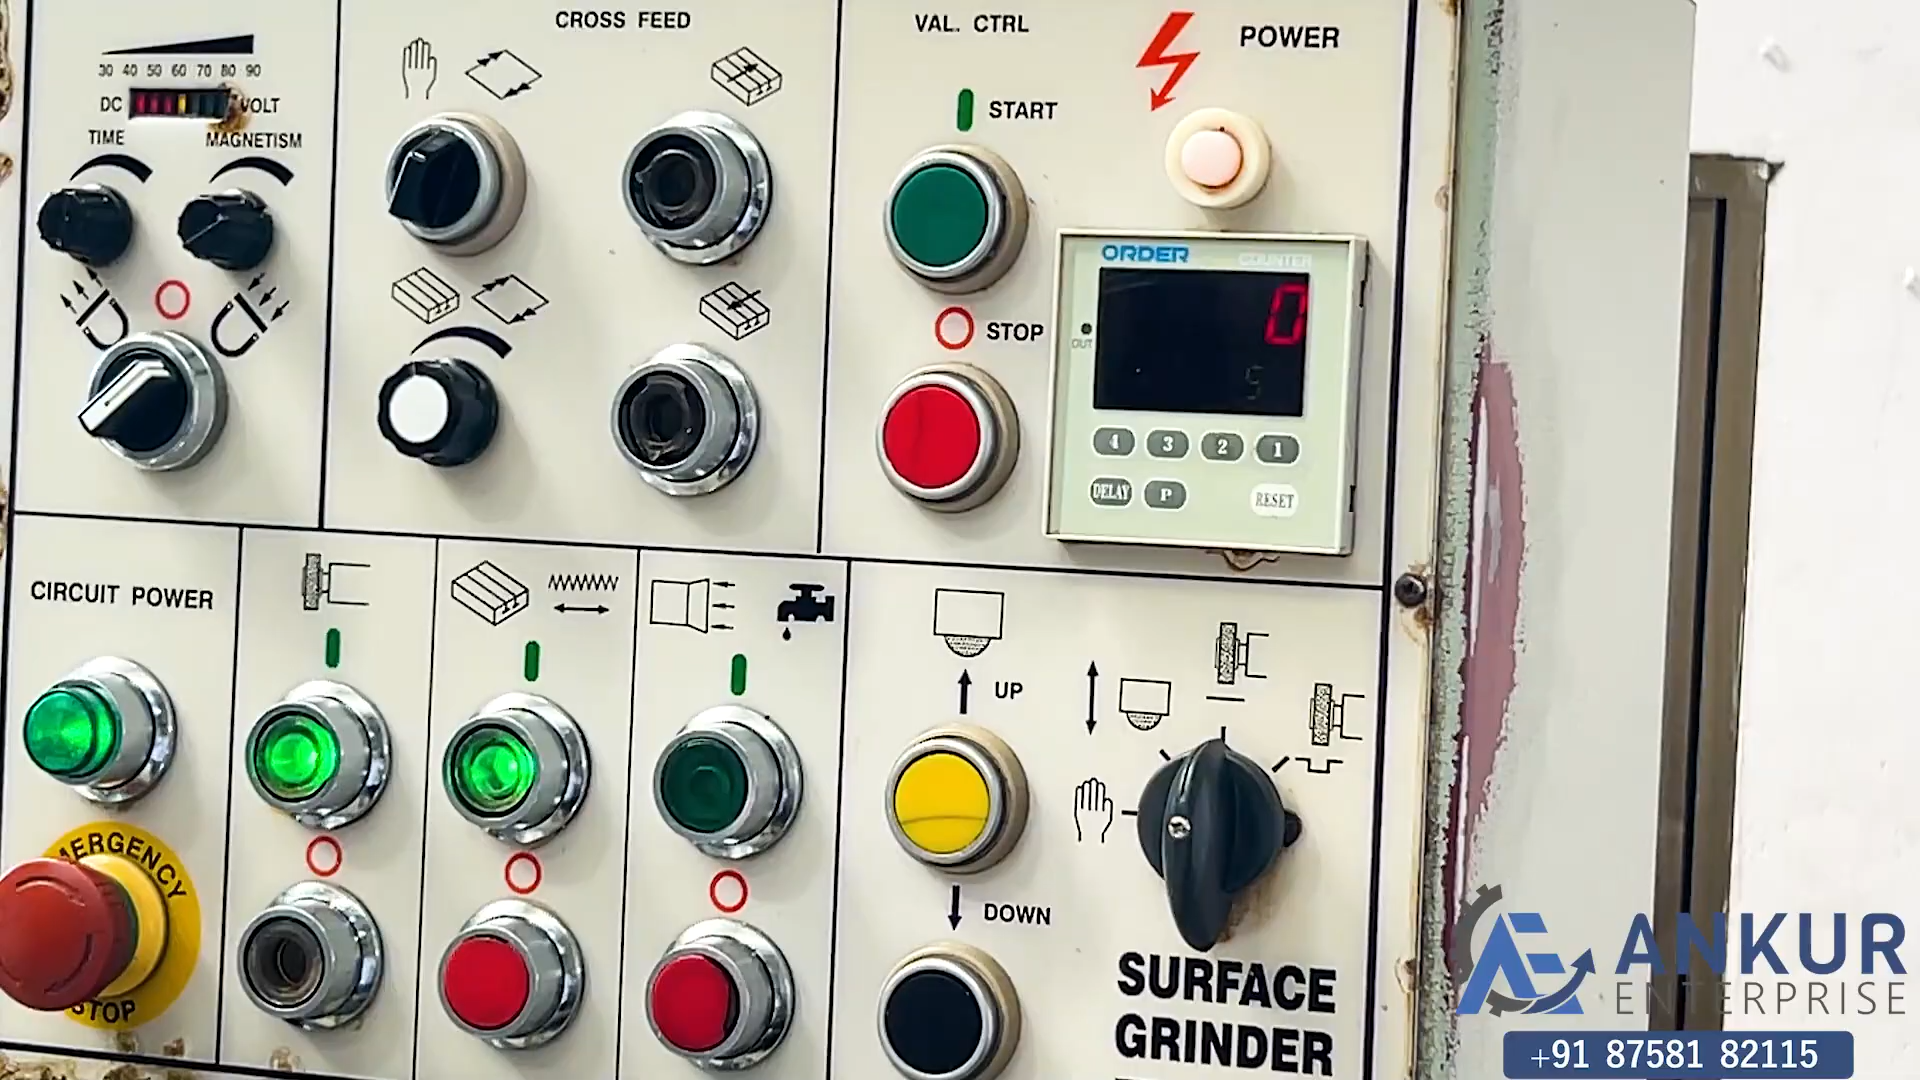 30 40 50 60 70 80 90
DC VOLT
TIME MAGNETISM
CROSS FEED
VAL. CTRL
START
STOP
POWER
ORDER COUNTER
0
5
OUT
4 3 2 1
DELAY P RESET
CIRCUIT POWER
EMERGENCY
STOP
UP
DOWN
SURFACE
GRINDER
ANKUR
ENTERPRISE
+91 87581 82115